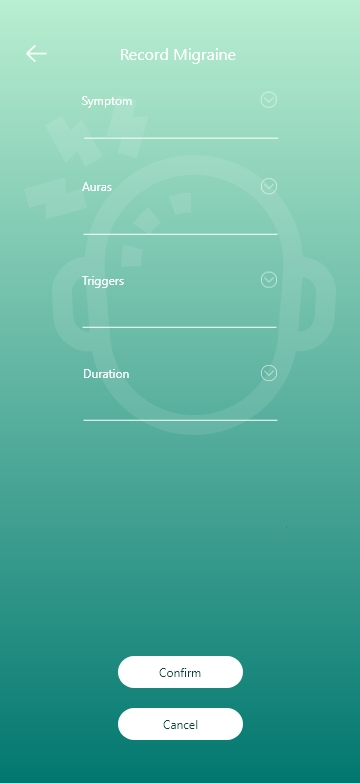 Record Migraine
Symptom
Auras
Triggers
Duration
Confirm
Cancel